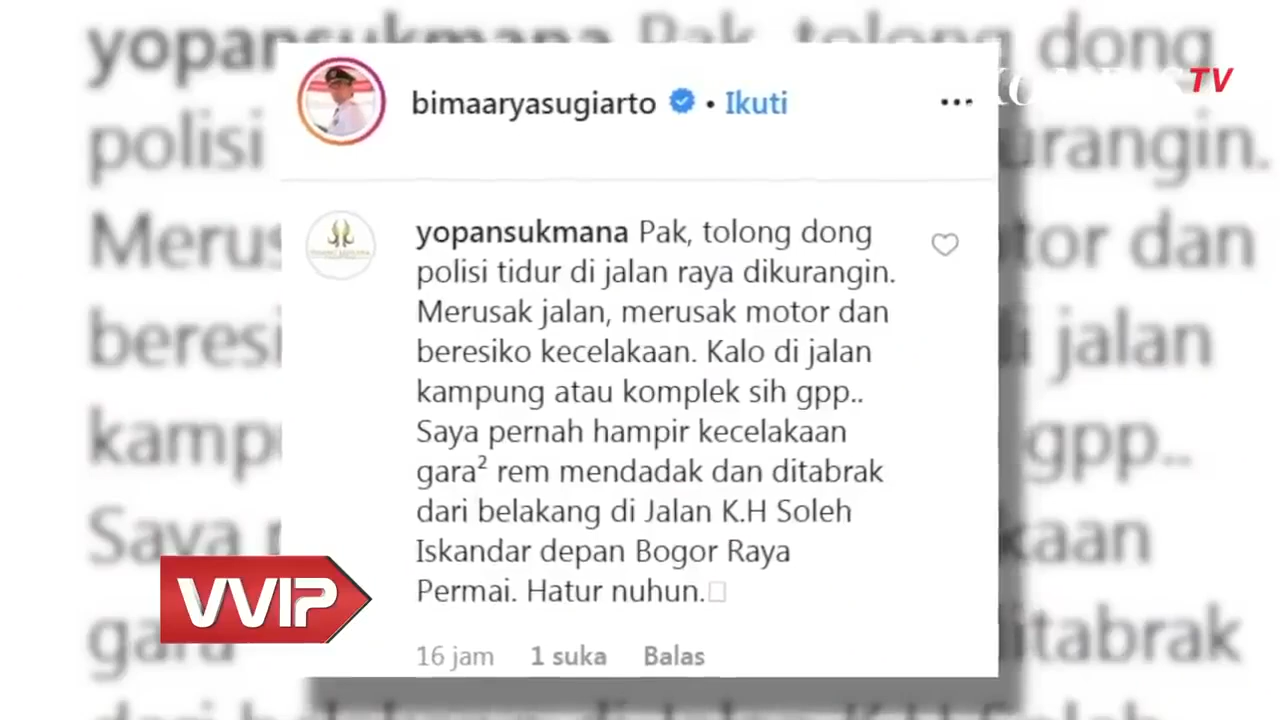 bimaaryasugiarto • Ikuti
TV
yopansukmana Pak, tolong dong
polisi tidur di jalan raya dikurangin.
Merusak jalan, merusak motor dan
beresiko kecelakaan. Kalo di jalan
kampung atau komplek sih gpp..
Saya pernah hampir kecelakaan
gara² rem mendadak dan ditabrak
dari belakang di Jalan K.H Soleh
Iskandar depan Bogor Raya
Permai. Hatur nuhun.
16 jam 1 suka Balas
VVIP